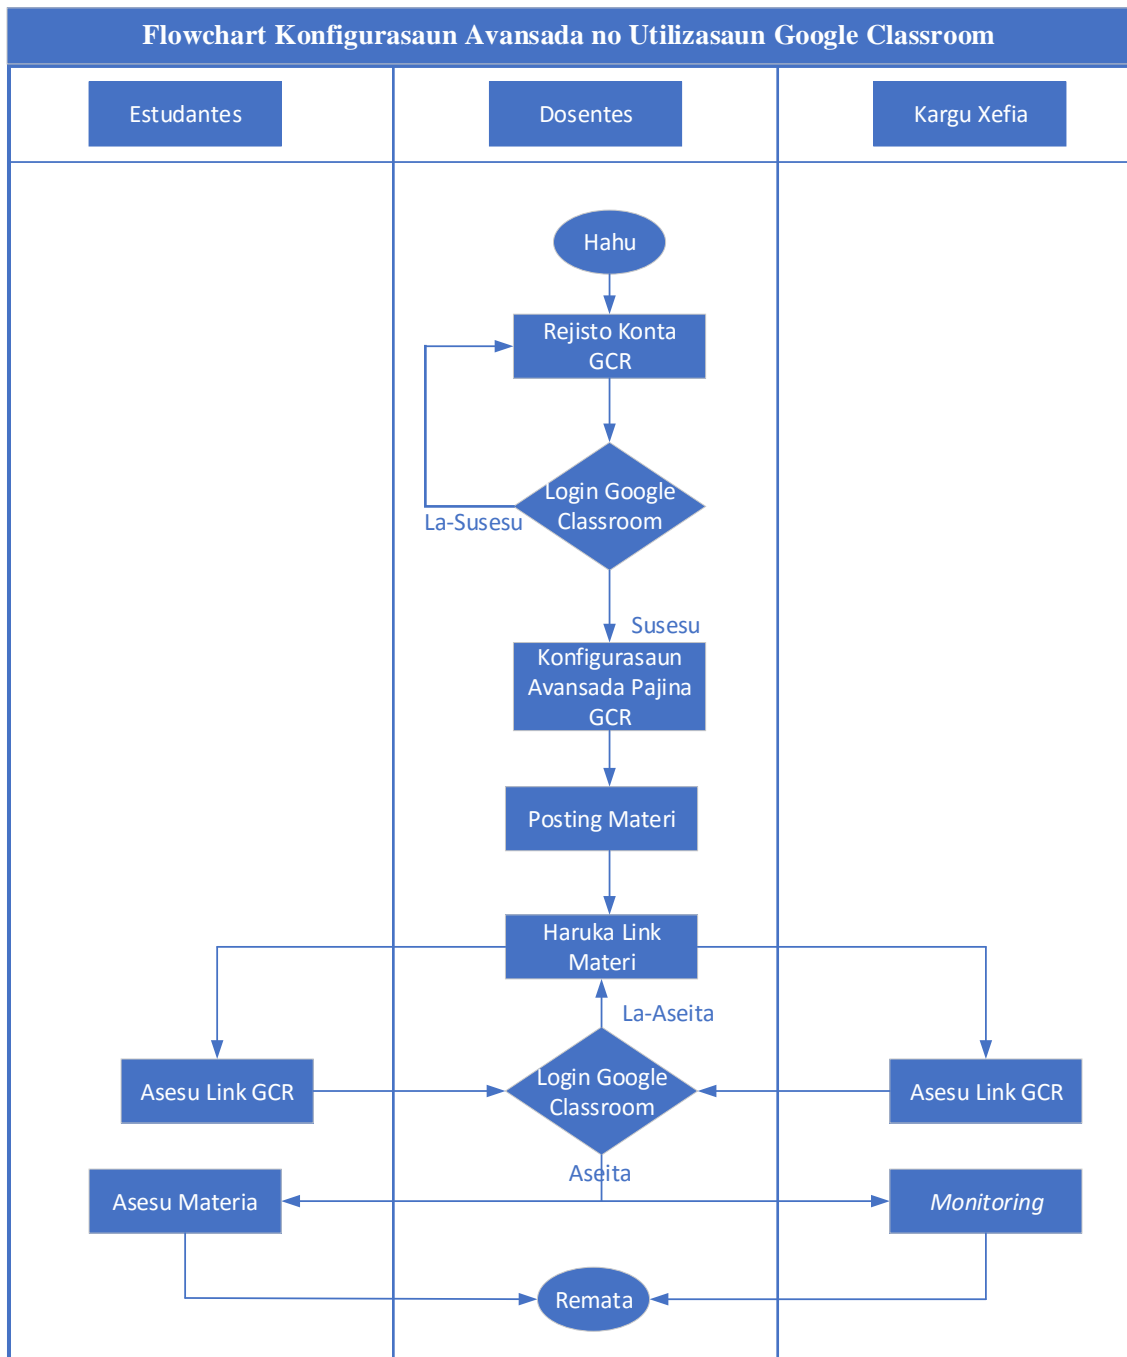 Flowchart Konfigurasaun Avansada no Utilizasaun Google Classroom
Estudantes
Dosentes
Kargu Xefia
Hahu
Rejisto Konta
GCR
Login Google
Classroom
La-Susesu
Susesu
Konfigurasaun
Avansada Pajina
GCR
Posting Materi
Haruka Link
Materi
La-Aseita
Asesu Link GCR
Login Google
Classroom
Asesu Link GCR
Aseita
Asesu Materia
Monitoring
Remata